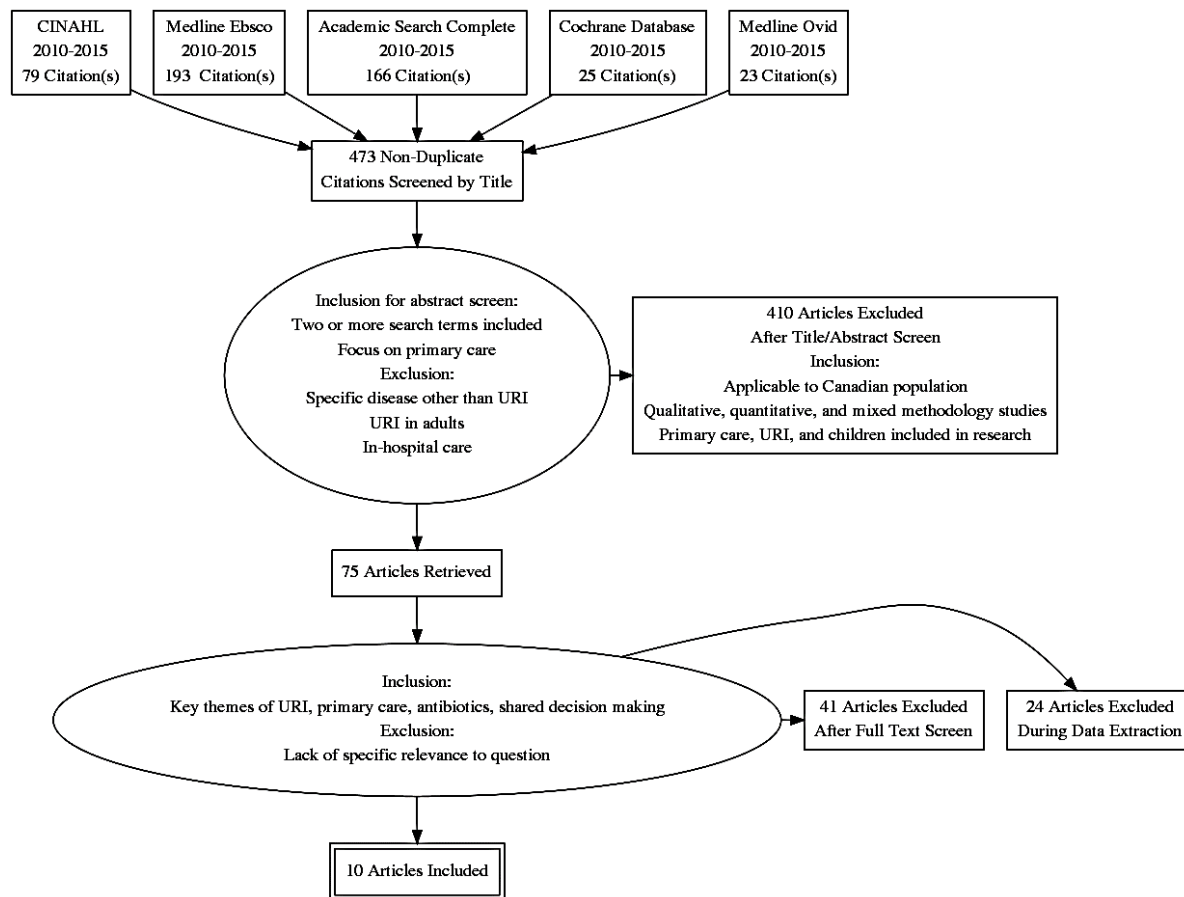 CINAHL
2010-2015
79 Citation(s)
Medline Ebsco
2010-2015
193 Citation(s)
Academic Search Complete
2010-2015
166 Citation(s)
Cochrane Database
2010-2015
25 Citation(s)
Medline Ovid
2010-2015
23 Citation(s)
473 Non-Duplicate
Citations Screened by Title
Inclusion for abstract screen:
Two or more search terms included
Focus on primary care
Exclusion:
Specific disease other than URI
URI in adults
In-hospital care
410 Articles Excluded
After Title/Abstract Screen
Inclusion:
Applicable to Canadian population
Qualitative, quantitative, and mixed methodology studies
Primary care, URI, and children included in research
75 Articles Retrieved
Inclusion:
Key themes of URI, primary care, antibiotics, shared decision making
Exclusion:
Lack of specific relevance to question
41 Articles Excluded
After Full Text Screen
24 Articles Excluded
During Data Extraction
10 Articles Included